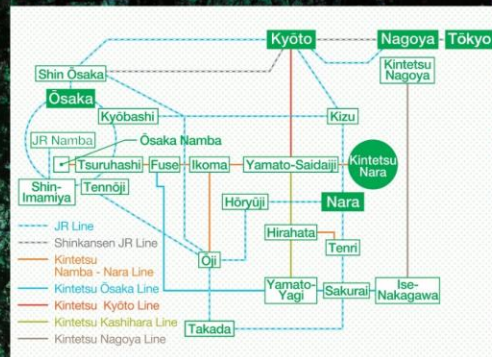 Kyōto
Nagoya
Tōkyo
Kintetsu
Nagoya
Shin Ōsaka
Ōsaka
Kyōbashi
Kizu
JR Namba
Ōsaka Namba
Tsuruhashi
Fuse
Ikoma
Yamato-Saidaiji
Kintetsu
Nara
Shin-
Imamiya
Tennōji
Hōryūji
Nara
Hirahata
Tenri
Ōji
Yamato-
Yagi
Sakurai
Ise-
Nakagawa
Takada
JR Line
Shinkansen JR Line
Kintetsu
Namba - Nara Line
Kintetsu Ōsaka Line
Kintetsu Kyōto Line
Kintetsu Kashihara Line
Kintetsu Nagoya Line